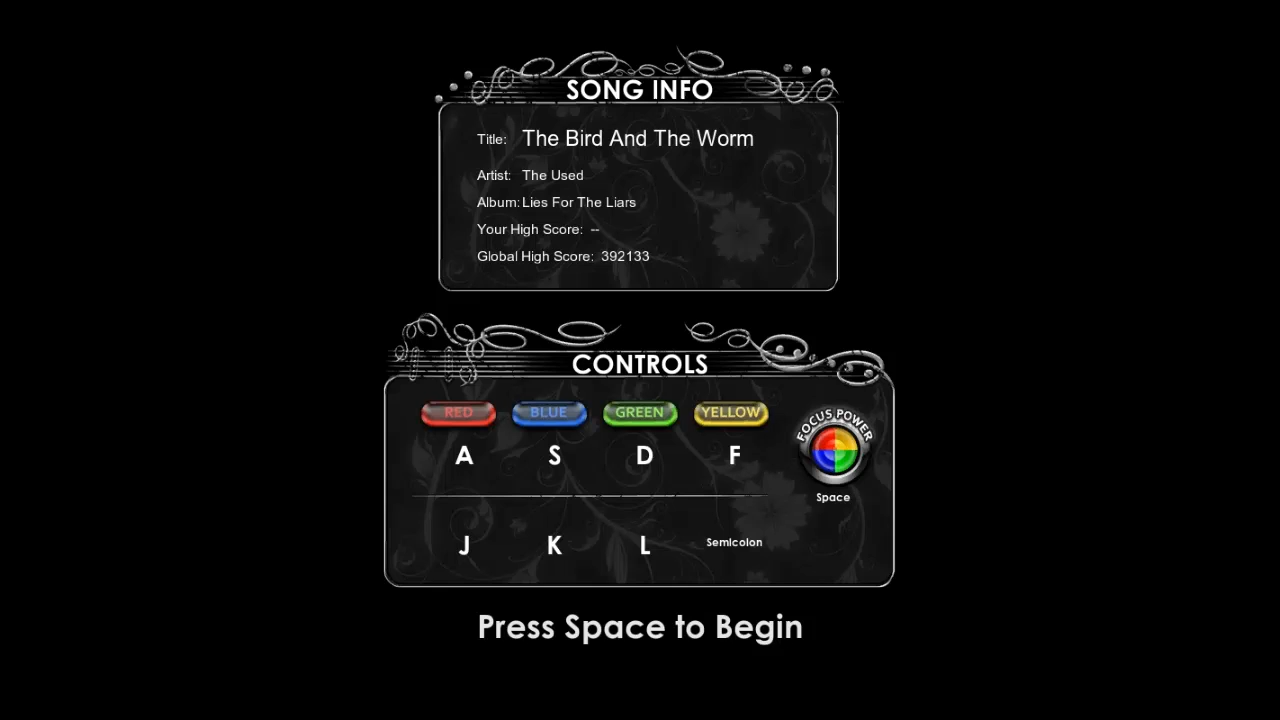 SONG INFO
Title: The Bird And The Worm
Artist: The Used
Album: Lies For The Liars
Your High Score: --
Global High Score: 392133
CONTROLS
RED BLUE GREEN YELLOW
FOCUS POWER
A S D F
Space
J K L Semicolon
Press Space to Begin